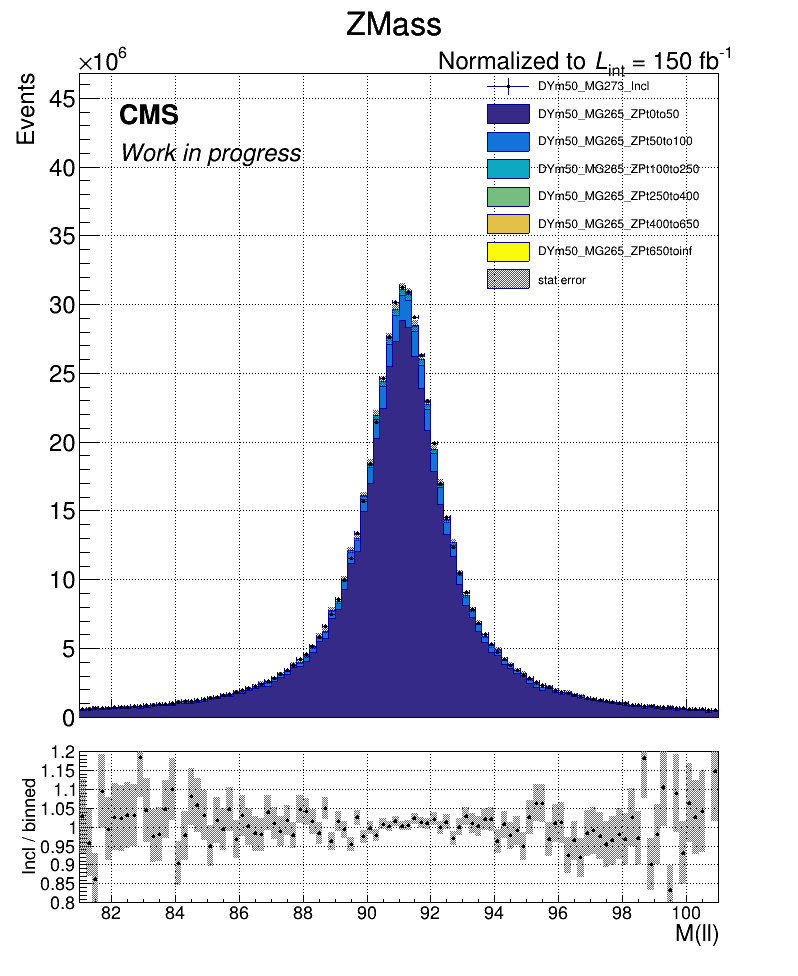 ZMass
×10⁶
Normalized to L_int = 150 fb⁻¹
Events
CMS
Work in progress
DYm50_MG273_Incl
DYm50_MG265_ZPt0to50
DYm50_MG265_ZPt50to100
DYm50_MG265_ZPt100to250
DYm50_MG265_ZPt250to400
DYm50_MG265_ZPt400to650
DYm50_MG265_ZPt650toinf
stat error
45
40
35
30
25
20
15
10
5
0
Incl / binned
1.2
1.15
1.1
1.05
1
0.95
0.9
0.85
0.8
82 84 86 88 90 92 94 96 98 100
M(ll)